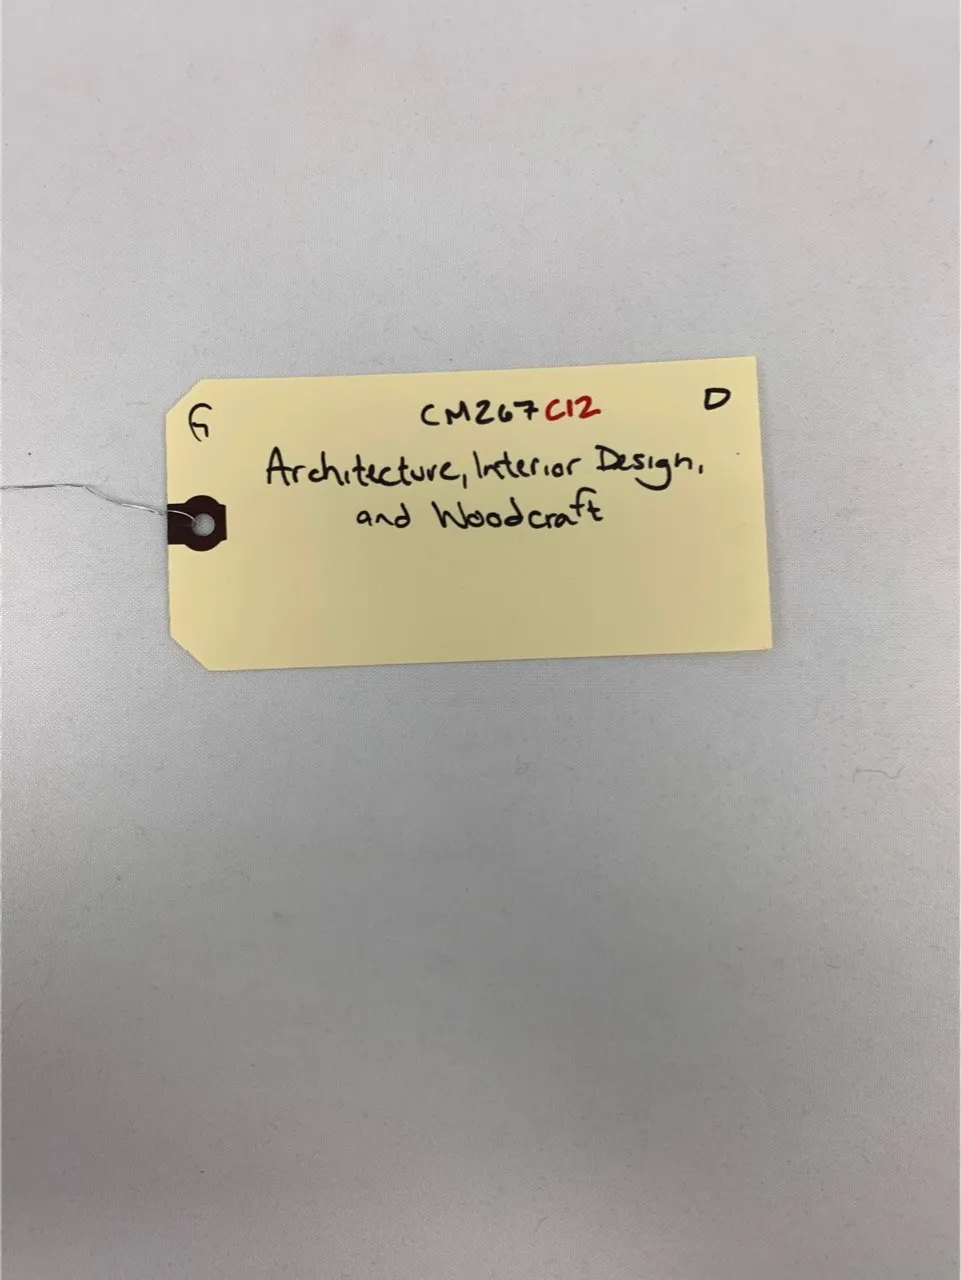 G CM267C12 D
Architecture, Interior Design,
and Woodcraft